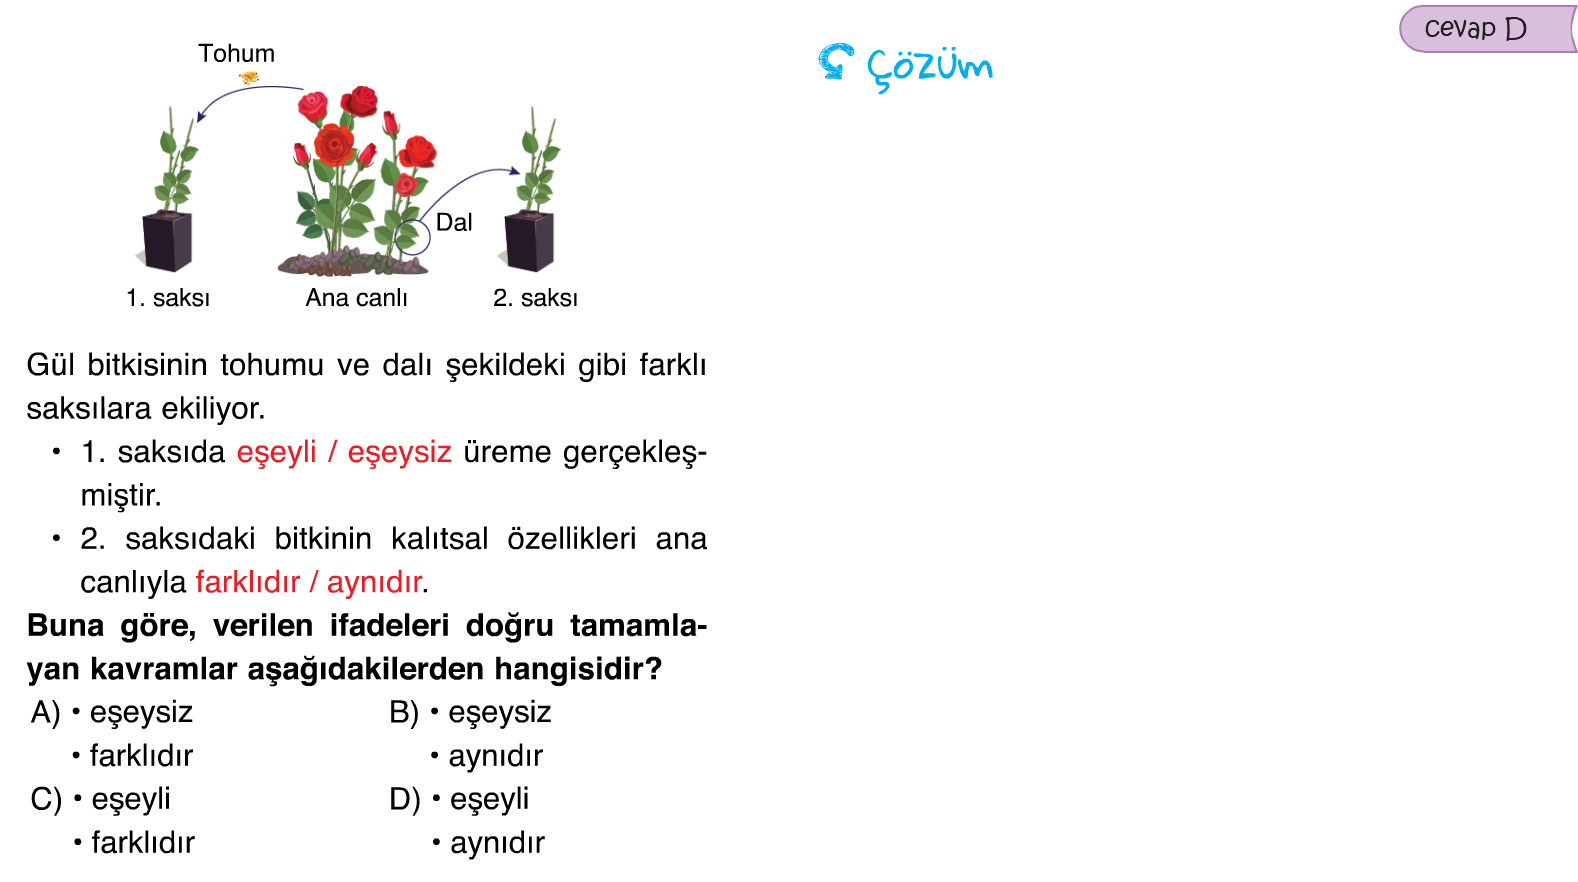 Tohum
Dal
1. saksı
Ana canlı
2. saksı
Gül bitkisinin tohumu ve dalı şekildeki gibi farklı
saksılara ekiliyor.
• 1. saksıda eşeyli / eşeysiz üreme gerçekleş-
miştir.
• 2. saksıdaki bitkinin kalıtsal özellikleri ana
canlıyla farklıdır / aynıdır.
Buna göre, verilen ifadeleri doğru tamamla-
yan kavramlar aşağıdakilerden hangisidir?
A) • eşeysiz
• farklıdır
B) • eşeysiz
• aynıdır
C) • eşeyli
• farklıdır
D) • eşeyli
• aynıdır
Çözüm
cevap D